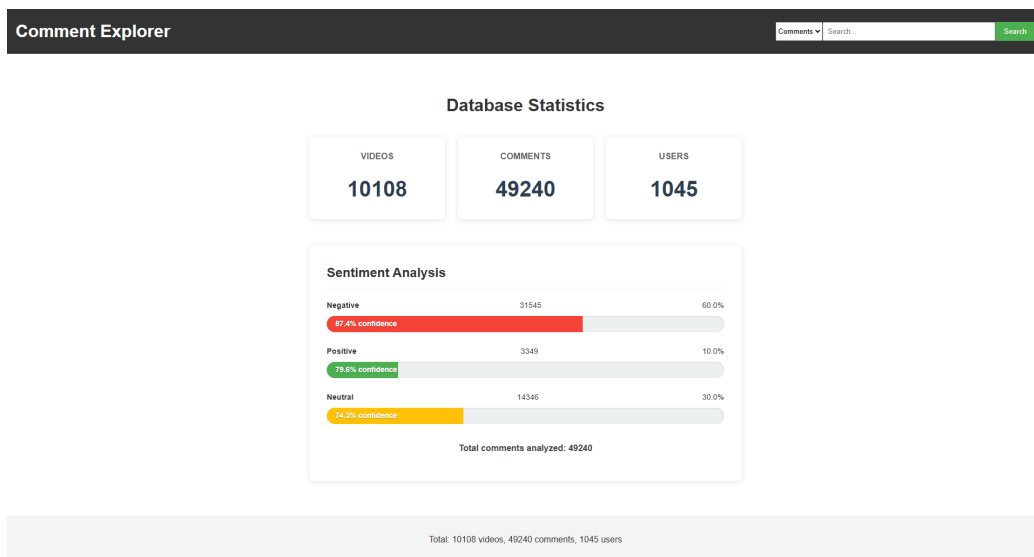 Comment Explorer
Comments Search... Search
Database Statistics
VIDEOS COMMENTS USERS
10108 49240 1045
Sentiment Analysis
Negative 31545 60.0%
87.4% confidence
Positive 3349 10.0%
79.6% confidence
Neutral 14346 30.0%
74.2% confidence
Total comments analyzed: 49240
Total: 10108 videos, 49240 comments, 1045 users